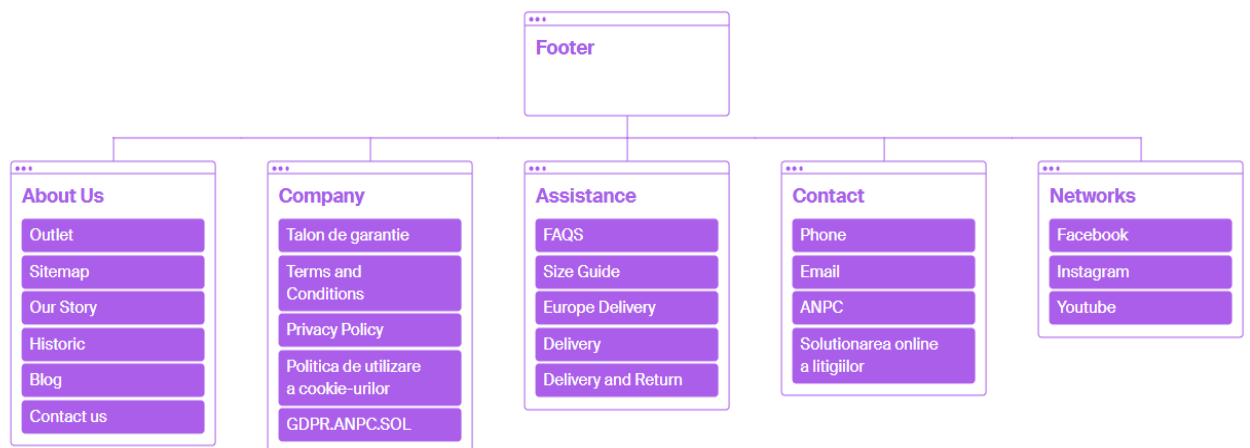 Footer
About Us
Outlet
Sitemap
Our Story
Historic
Blog
Contact us
Company
Talon de garantie
Terms and
Conditions
Privacy Policy
Politica de utilizare
a cookie-urilor
GDPR.ANPC.SOL
Assistance
FAQS
Size Guide
Europe Delivery
Delivery
Delivery and Return
Contact
Phone
Email
ANPC
Solutionarea online
a litigiilor
Networks
Facebook
Instagram
Youtube